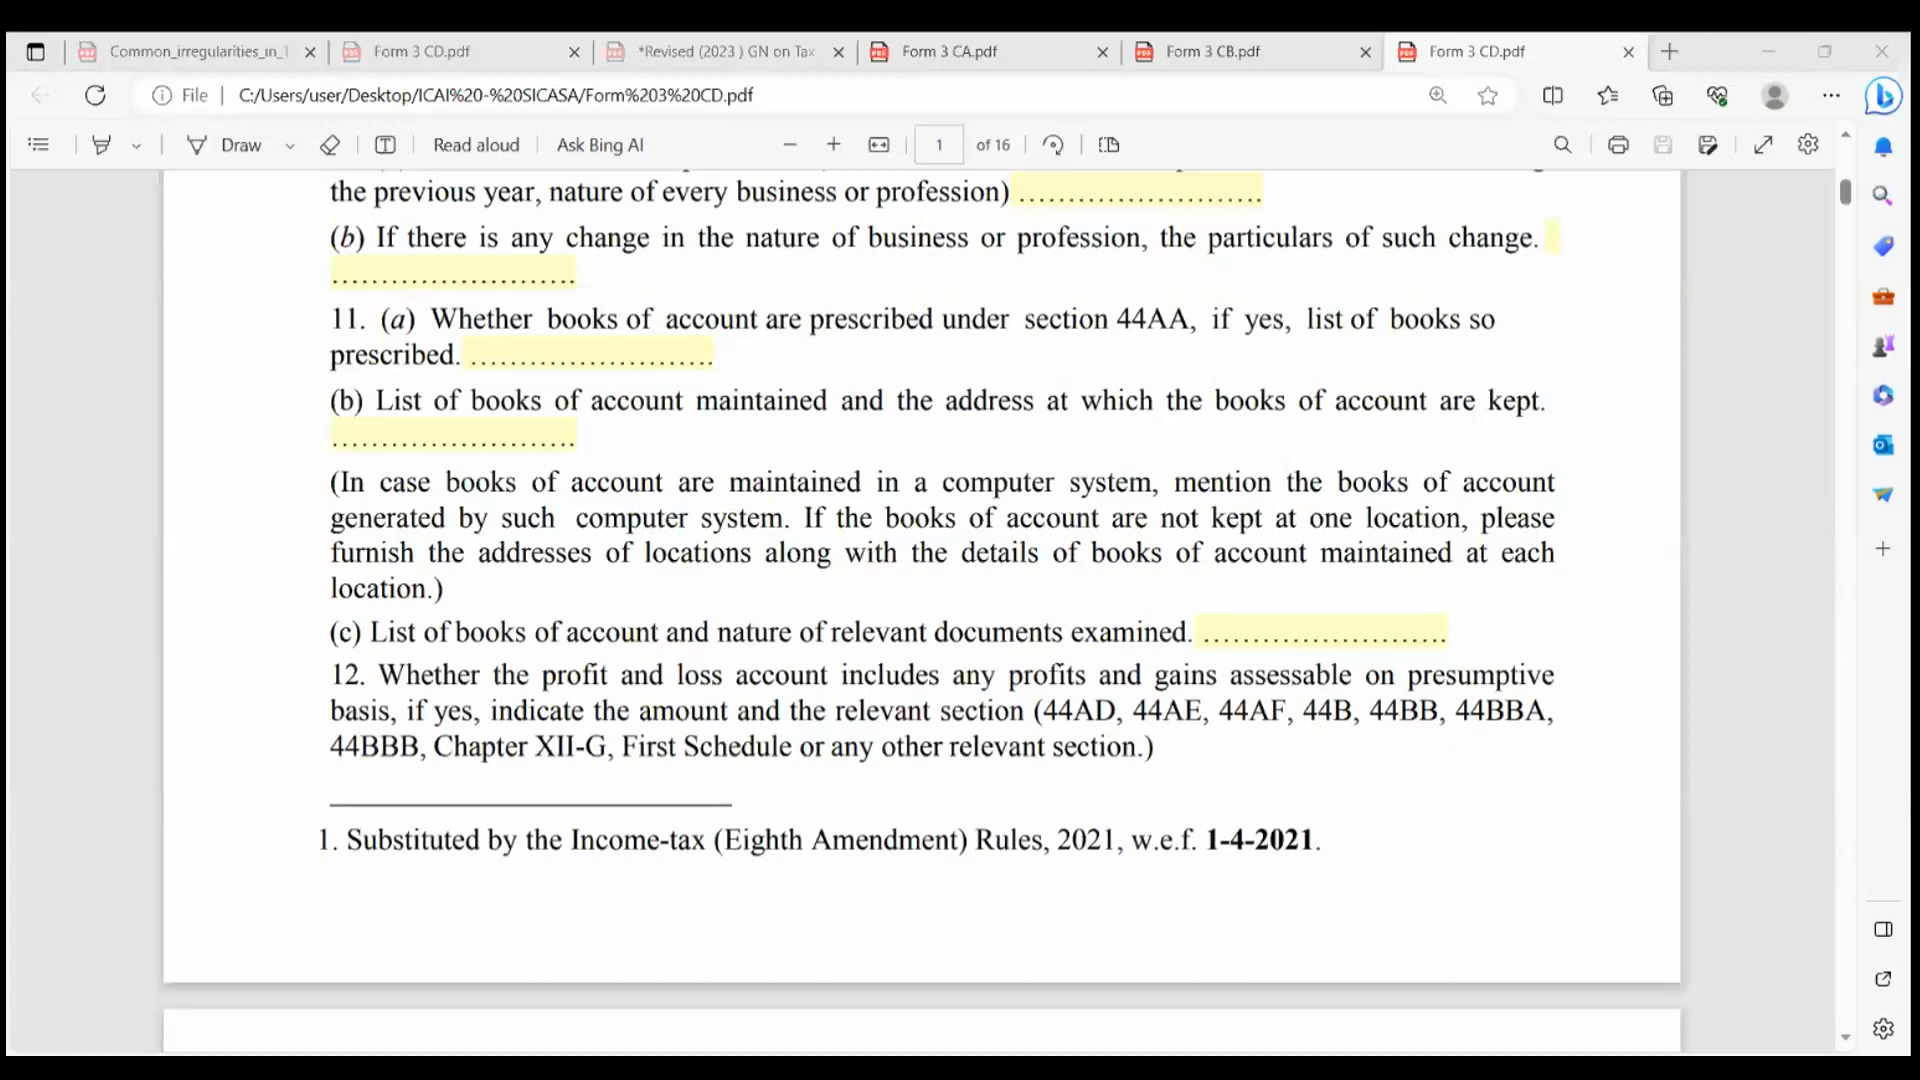 Common_irregularities_in_T
Form 3 CD.pdf
*Revised (2023 ) GN on Tax
Form 3 CA.pdf
Form 3 CB.pdf
Form 3 CD.pdf
File
C:/Users/user/Desktop/ICAI%20-%20SICASA/Form%203%20CD.pdf
Draw
Read aloud
Ask Bing AI
1 of 16
the previous year, nature of every business or profession) ……………………..
(b) If there is any change in the nature of business or profession, the particulars of such change.
……………………..
11. (a) Whether books of account are prescribed under section 44AA, if yes, list of books so
prescribed. ……………………..
(b) List of books of account maintained and the address at which the books of account are kept.
……………………..
(In case books of account are maintained in a computer system, mention the books of account
generated by such computer system. If the books of account are not kept at one location, please
furnish the addresses of locations along with the details of books of account maintained at each
location.)
(c) List of books of account and nature of relevant documents examined. ……………………..
12. Whether the profit and loss account includes any profits and gains assessable on presumptive
basis, if yes, indicate the amount and the relevant section (44AD, 44AE, 44AF, 44B, 44BB, 44BBA,
44BBB, Chapter XII-G, First Schedule or any other relevant section.)
1. Substituted by the Income-tax (Eighth Amendment) Rules, 2021, w.e.f. 1-4-2021.